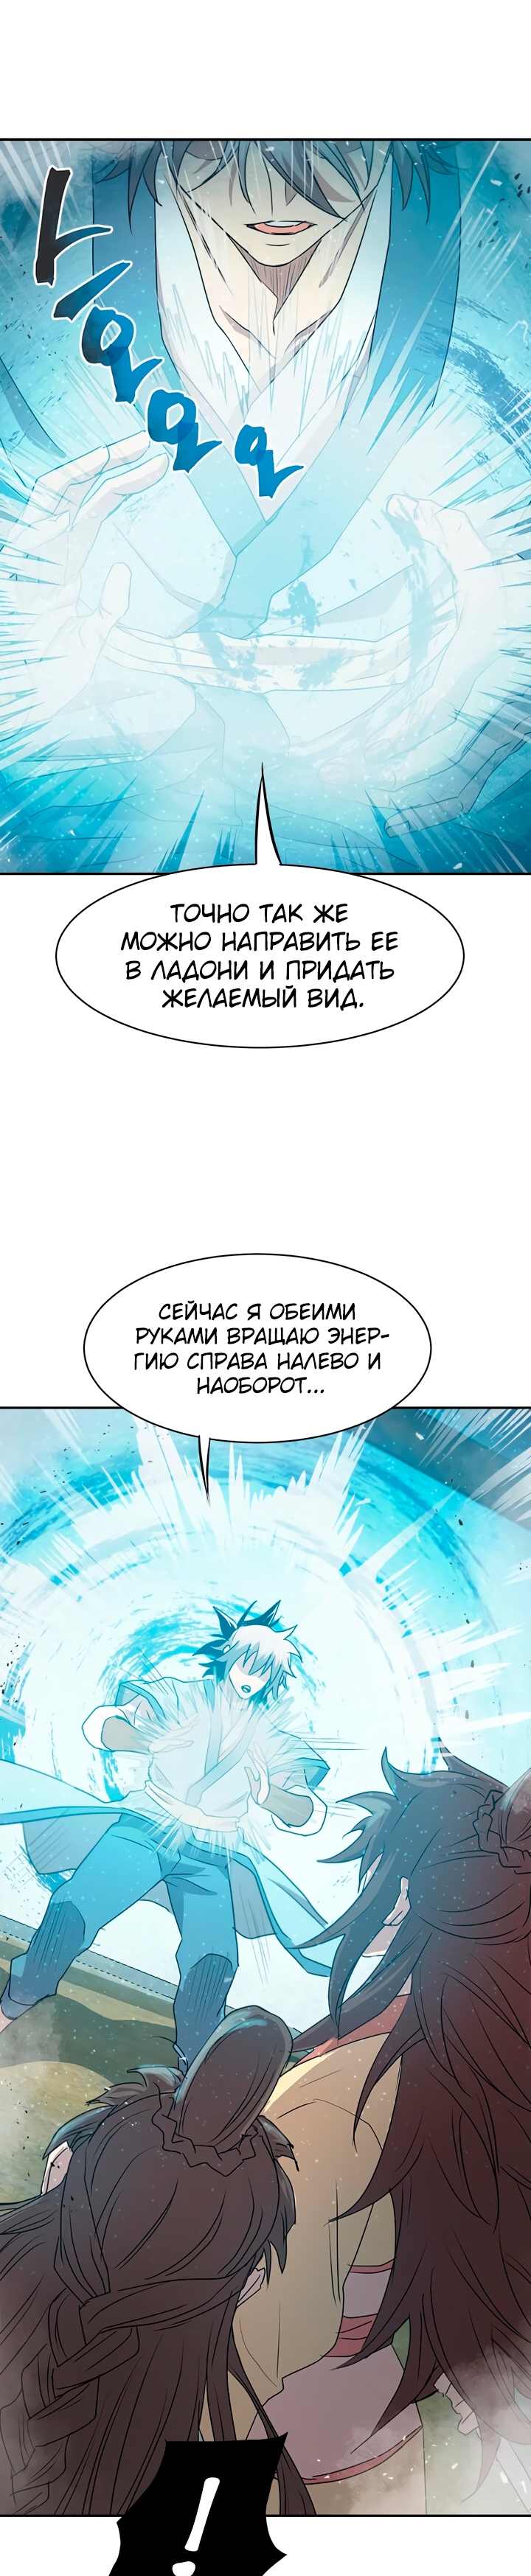 ТОЧНО ТАК ЖЕ
МОЖНО НАПРАВИТЬ ЕЕ
В ЛАДОНИ И ПРИДАТЬ
ЖЕЛАЕМЫЙ ВИД.
СЕЙЧАС Я ОБЕИМИ
РУКАМИ ВРАЩАЮ ЭНЕР-
ГИЮ СПРАВА НАЛЕВО И
НАОБОРОТ...
!